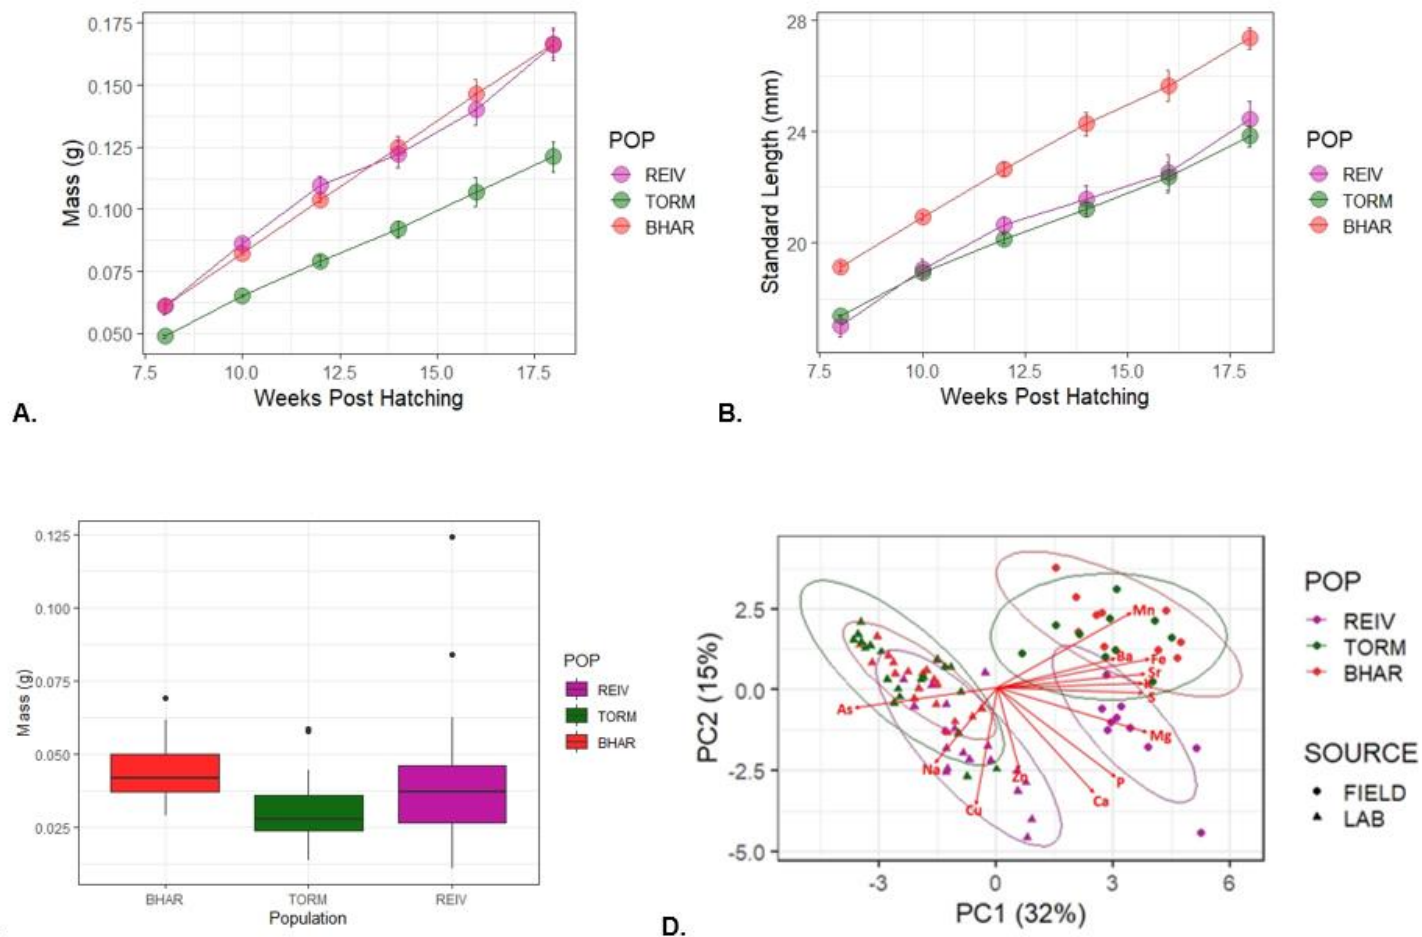 0.175
0.150
0.125
0.100
0.075
0.050
Mass (g)
7.5 10.0 12.5 15.0 17.5
Weeks Post Hatching
POP
REIV
TORM
BHAR
A.
28
24
20
Standard Length (mm)
7.5 10.0 12.5 15.0 17.5
Weeks Post Hatching
POP
REIV
TORM
BHAR
B.
0.125
0.100
0.075
0.050
0.025
Mass (g)
BHAR TORM REIV
Population
POP
REIV
TORM
BHAR
2.5
0.0
-2.5
-5.0
PC2 (15%)
Mn
Ba Fe
Sr
K
S
As
Mg
Na
Zn
P
Cu
Ca
-3 0 3 6
PC1 (32%)
POP
REIV
TORM
BHAR
SOURCE
FIELD
LAB
D.